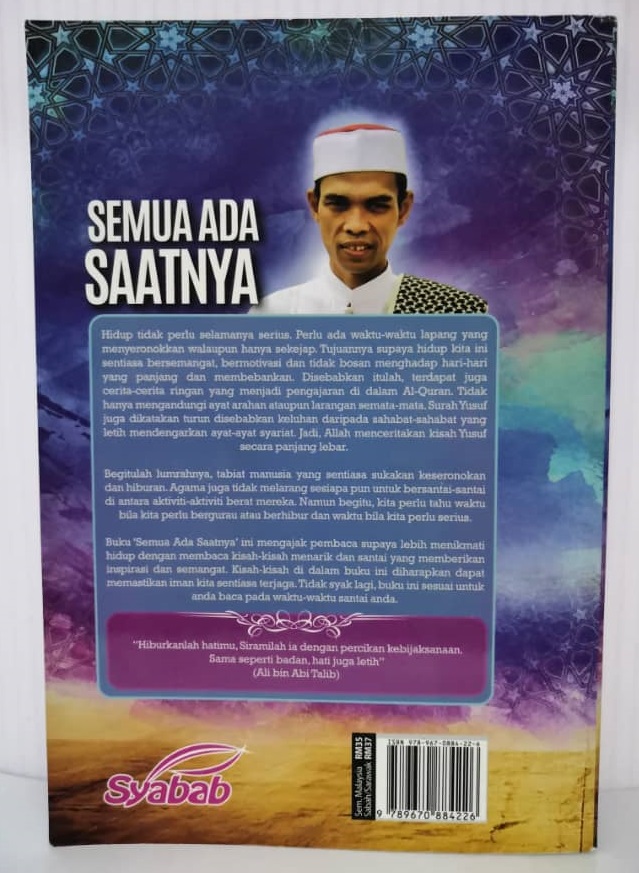 SEMUA ADA
SAATNYA
Hidup tidak perlu selamanya serius. Perlu ada waktu-waktu lapang yang
menyeronokkan walaupun hanya sekejap. Tujuannya supaya hidup kita ini
sentiasa bersemangat, bermotivasi dan tidak bosan menghadap hari-hari
yang panjang dan membebankan. Disebabkan itulah, terdapat juga
cerita-cerita ringan yang menjadi pengajaran di dalam Al-Quran. Tidak
hanya mengandungi ayat arahan ataupun larangan semata-mata. Surah Yusuf
juga dikatakan turun disebabkan keluhan daripada sahabat-sahabat yang
letih mendengarkan ayat-ayat syariat. Jadi, Allah menceritakan kisah Yusuf
secara panjang lebar.
Begitulah lumrahnya, tabiat manusia yang sentiasa sukakan keseronokan
dan hiburan. Agama juga tidak melarang sesiapa pun untuk bersantai-santai
di antara aktiviti-aktiviti berat mereka. Namun begitu, kita perlu tahu waktu
bila kita perlu bergurau atau berhibur dan waktu bila kita perlu serius.
Buku ‘Semua Ada Saatnya’ ini mengajak pembaca supaya lebih menikmati
hidup dengan membaca kisah-kisah menarik dan santai yang memberikan
inspirasi dan semangat. Kisah-kisah di dalam buku ini diharapkan dapat
memastikan iman kita sentiasa terjaga. Tidak syak lagi, buku ini sesuai untuk
anda baca pada waktu-waktu santai anda.
“Hiburkanlah hatimu, Siramilah ia dengan percikan kebijaksanaan.
Sama seperti badan, hati juga letih”
(Ali bin Abi Talib)
Syabab
Sem. Malaysia RM35
Sabah/Sarawak RM37
ISBN 978-967-0884-22-6
9 789670 884226